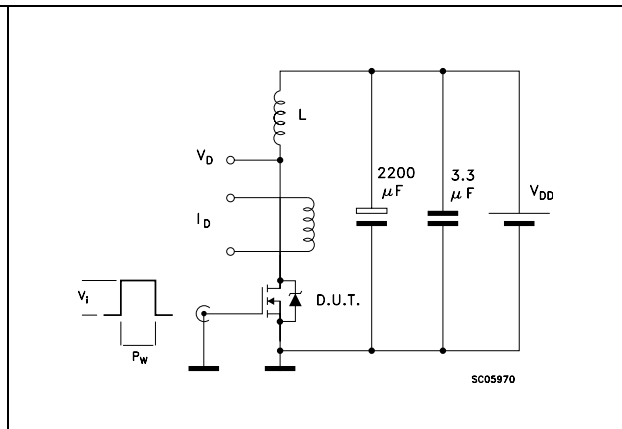 L
V_D
2200
µF
3.3
µF
V_DD
I_D
V_i
D.U.T.
P_W
SC05970